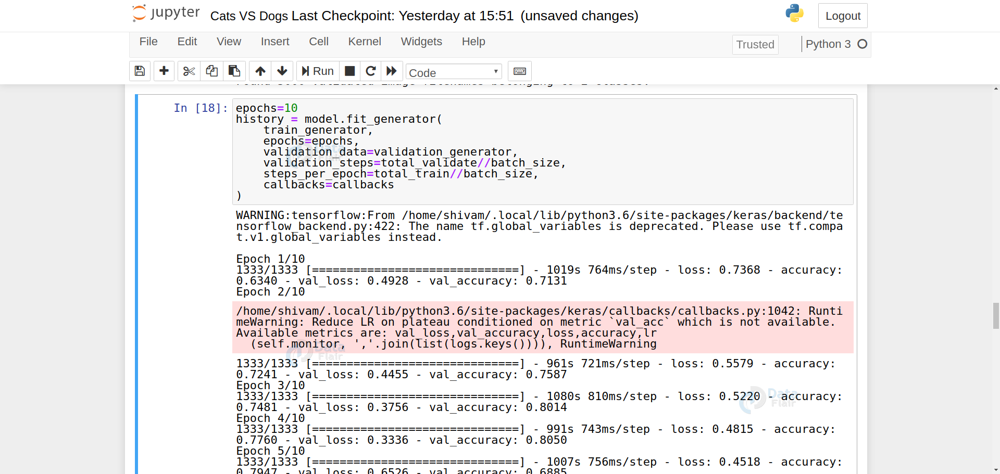 jupyter Cats VS Dogs Last Checkpoint: Yesterday at 15:51 (unsaved changes) Logout
File Edit View Insert Cell Kernel Widgets Help Trusted Python 3
Run Code
In [18]: epochs=10
history = model.fit_generator(
    train_generator,
    epochs=epochs,
    validation_data=validation_generator,
    validation_steps=total_validate//batch_size,
    steps_per_epoch=total_train//batch_size,
    callbacks=callbacks
)
WARNING:tensorflow:From /home/shivam/.local/lib/python3.6/site-packages/keras/backend/te
nsorflow_backend.py:422: The name tf.global_variables is deprecated. Please use tf.compa
t.v1.global_variables instead.
Epoch 1/10
1333/1333 [==============================] - 1019s 764ms/step - loss: 0.7368 - accuracy:
0.6340 - val_loss: 0.4928 - val_accuracy: 0.7131
Epoch 2/10
/home/shivam/.local/lib/python3.6/site-packages/keras/callbacks/callbacks.py:1042: Runti
meWarning: Reduce LR on plateau conditioned on metric `val_acc` which is not available.
Available metrics are: val_loss,val_accuracy,loss,accuracy,lr
  (self.monitor, ','.join(list(logs.keys()))), RuntimeWarning
1333/1333 [==============================] - 961s 721ms/step - loss: 0.5579 - accuracy:
0.7241 - val_loss: 0.4455 - val_accuracy: 0.7587
Epoch 3/10
1333/1333 [==============================] - 1080s 810ms/step - loss: 0.5220 - accuracy:
0.7481 - val_loss: 0.3756 - val_accuracy: 0.8014
Epoch 4/10
1333/1333 [==============================] - 991s 743ms/step - loss: 0.4815 - accuracy:
0.7760 - val_loss: 0.3336 - val_accuracy: 0.8050
Epoch 5/10
1333/1333 [==============================] - 1007s 756ms/step - loss: 0.4518 - accuracy:
0.7947 - val_loss: 0.6526 - val_accuracy: 0.6885
Data
Flair
Data
Flair
Data
Flair